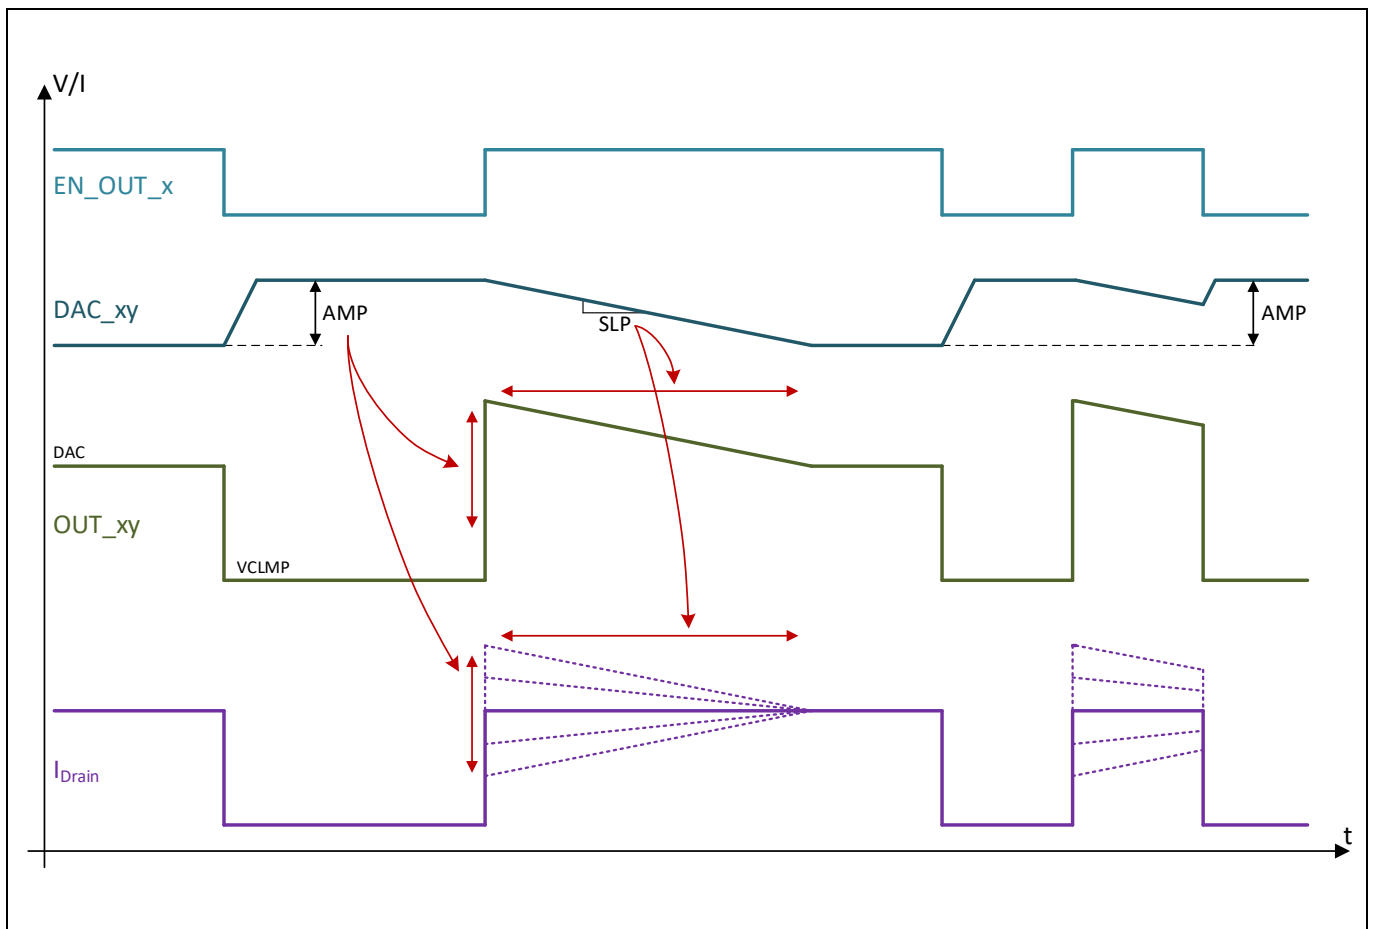 V/I
EN_OUT_x
DAC_xy
AMP
SLP
AMP
DAC
OUT_xy
VCLMP
IDrain
t